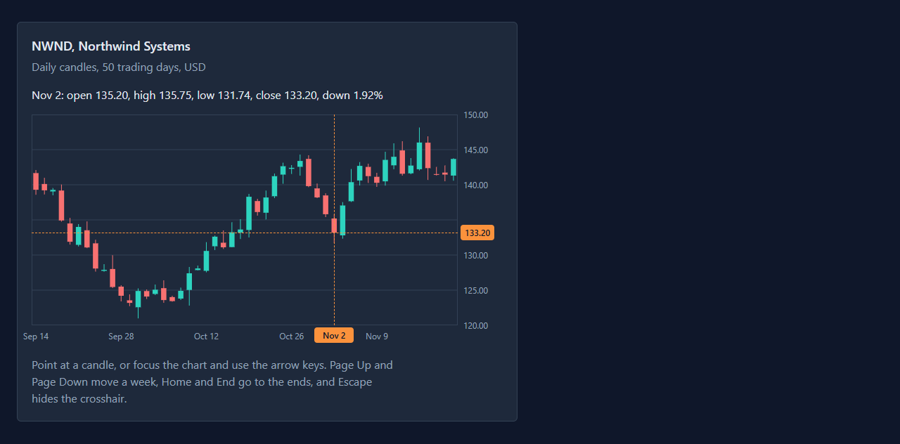 NWND, Northwind Systems
Daily candles, 50 trading days, USD
Nov 2: open 135.20, high 135.75, low 131.74, close 133.20, down 1.92%
150.00
145.00
140.00
133.20
130.00
125.00
120.00
Sep 14 Sep 28 Oct 12 Oct 26 Nov 2 Nov 9
Point at a candle, or focus the chart and use the arrow keys. Page Up and
Page Down move a week, Home and End go to the ends, and Escape
hides the crosshair.